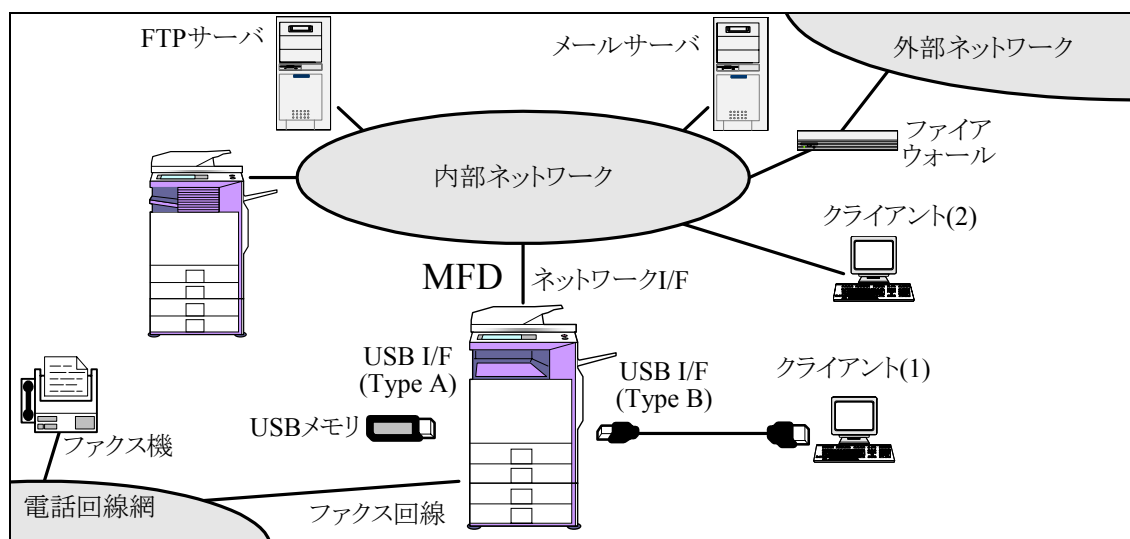 FTPサーバ
メールサーバ
外部ネットワーク
ファイア
ウォール
内部ネットワーク
クライアント(2)
MFD
ネットワークI/F
USB I/F
(Type A)
USB I/F
(Type B)
クライアント(1)
USBメモリ
ファクス機
電話回線網
ファクス回線